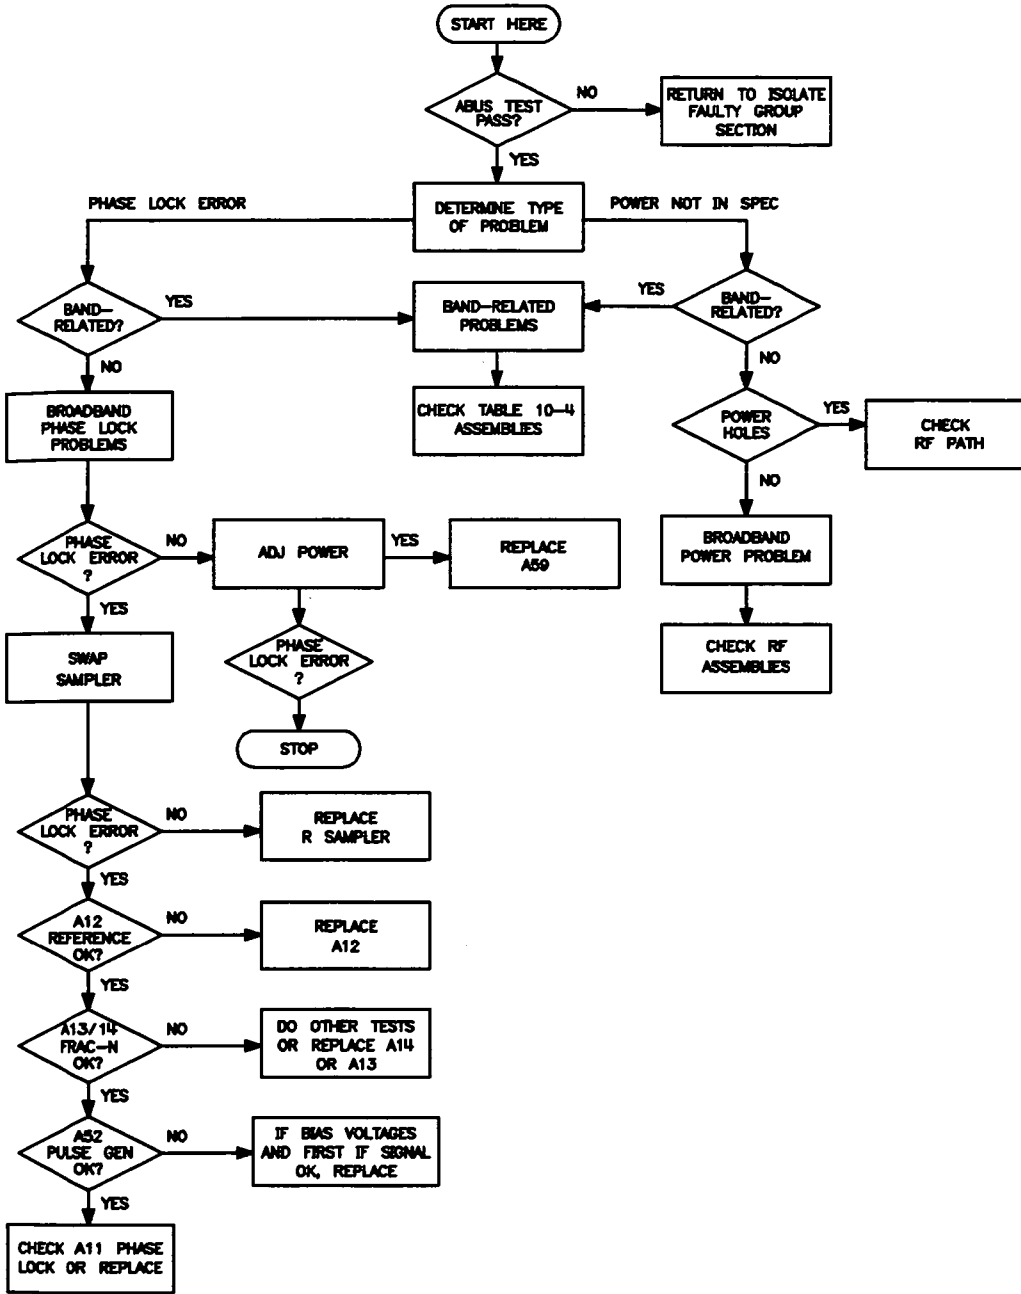 START HERE
ABUS TEST
PASS?
NO
RETURN TO ISOLATE
FAULTY GROUP
SECTION
YES
PHASE LOCK ERROR
DETERMINE TYPE
OF PROBLEM
POWER NOT IN SPEC
BAND-
RELATED?
YES
BAND-RELATED
PROBLEMS
YES
BAND-
RELATED?
NO
NO
BROADBAND
PHASE LOCK
PROBLEMS
CHECK TABLE 10-4
ASSEMBLIES
POWER
HOLES
YES
CHECK
RF PATH
NO
PHASE
LOCK ERROR
?
NO
ADJ POWER
YES
REPLACE
A59
BROADBAND
POWER PROBLEM
YES
SWAP
SAMPLER
PHASE
LOCK ERROR
?
CHECK RF
ASSEMBLIES
STOP
PHASE
LOCK ERROR
?
NO
REPLACE
R SAMPLER
YES
A12
REFERENCE
OK?
NO
REPLACE
A12
YES
A13/14
FRAC-N
OK?
NO
DO OTHER TESTS
OR REPLACE A14
OR A13
YES
A52
PULSE GEN
OK?
NO
IF BIAS VOLTAGES
AND FIRST IF SIGNAL
OK, REPLACE
YES
CHECK A11 PHASE
LOCK OR REPLACE